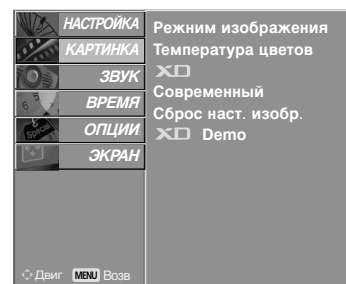 НАСТРОЙКА
КАРТИНКА
ЗВУК
ВРЕМЯ
ОПЦИИ
ЭКРАН
Режним изображения
Температура цветов
XD
Современный
Сброс наст. изобр.
XD Demo
Двиг MENU Возв